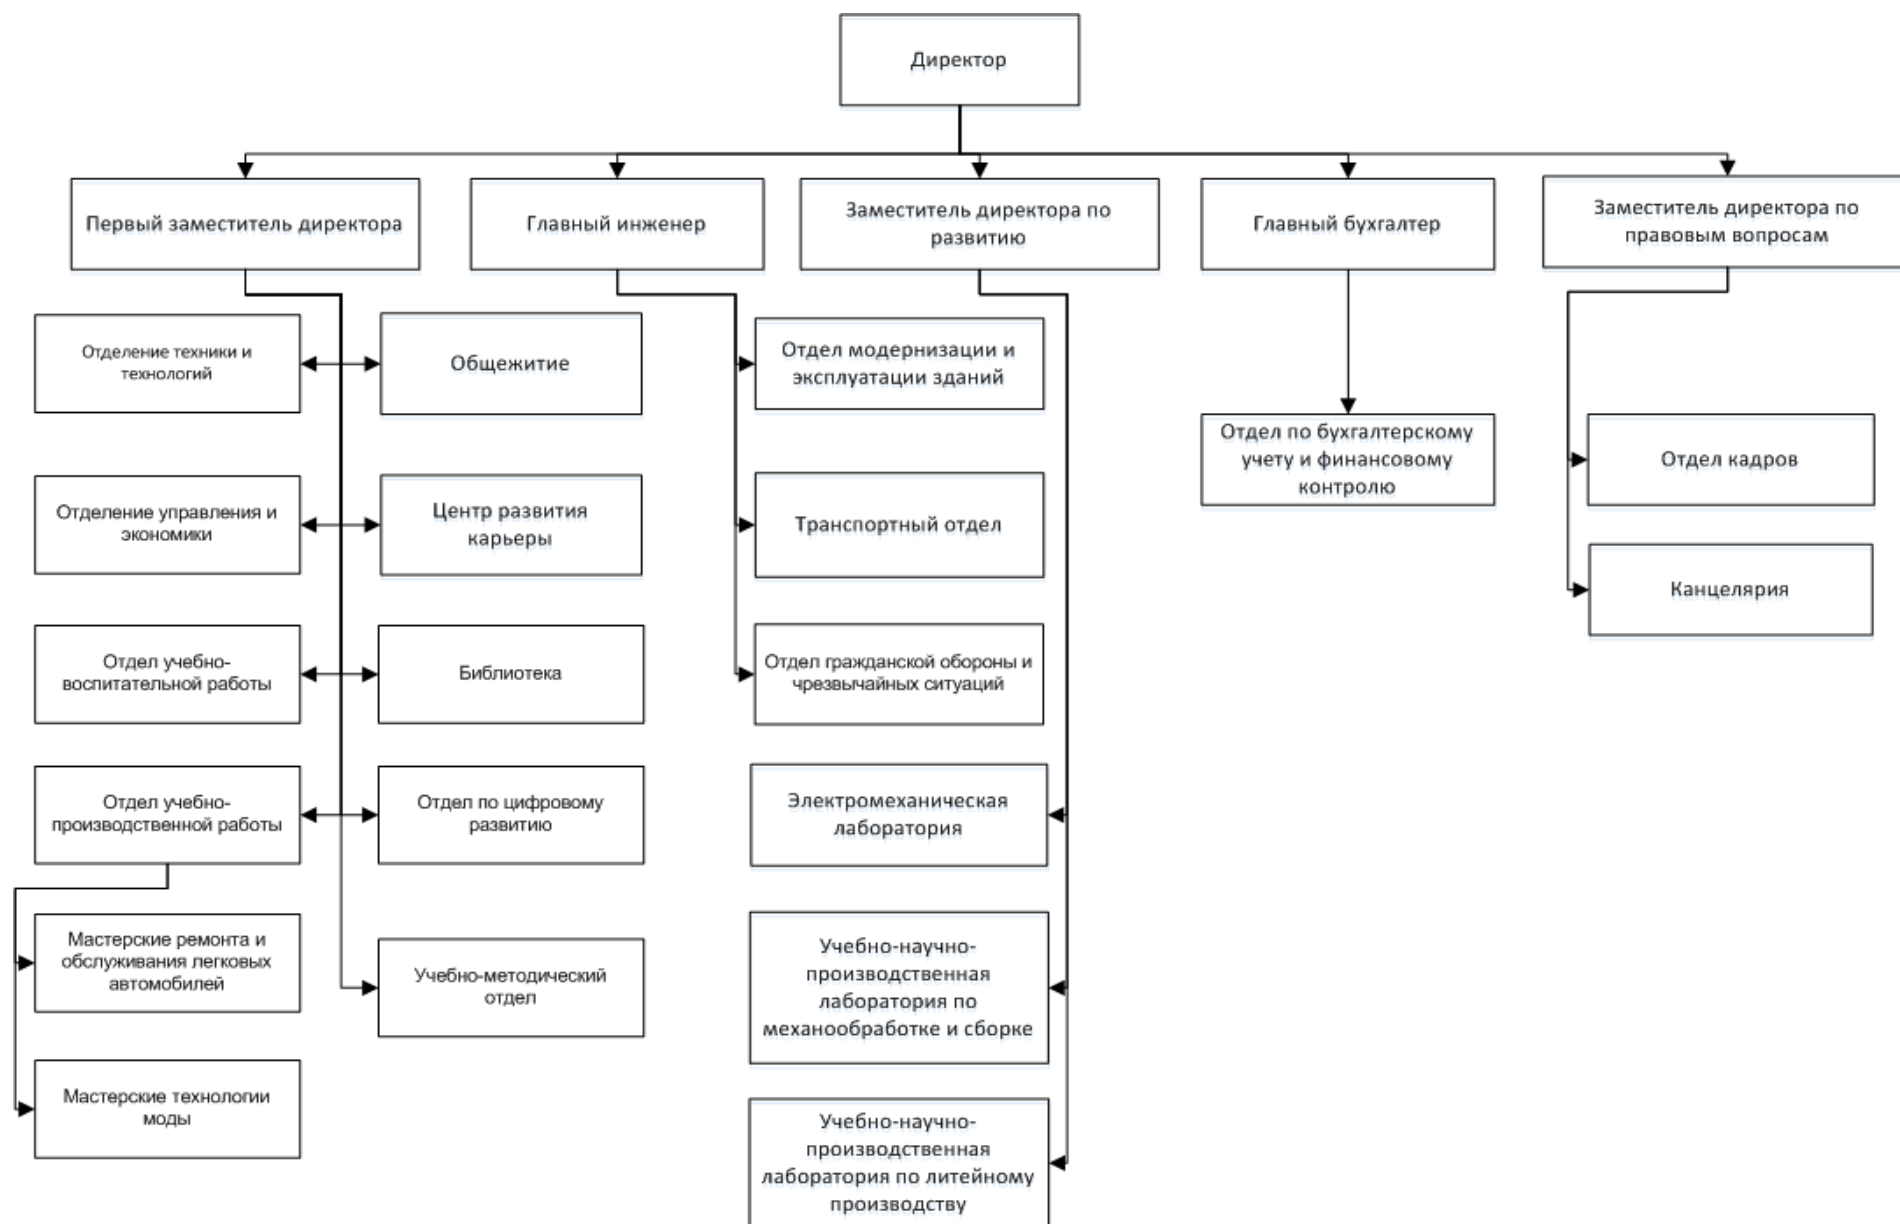 Директор
Первый заместитель директора
Главный инженер
Заместитель директора по
развитию
Главный бухгалтер
Заместитель директора по
правовым вопросам
Отделение техники и
технологий
Общежитие
Отдел модернизации и
эксплуатации зданий
Отдел по бухгалтерскому
учету и финансовому
контролю
Отдел кадров
Отделение управления и
экономики
Центр развития
карьеры
Транспортный отдел
Канцелярия
Отдел учебно-
воспитательной работы
Библиотека
Отдел гражданской обороны и
чрезвычайных ситуаций
Отдел учебно-
производственной работы
Отдел по цифровому
развитию
Электромеханическая
лаборатория
Мастерские ремонта и
обслуживания легковых
автомобилей
Учебно-методический
отдел
Учебно-научно-
производственная
лаборатория по
механообработке и сборке
Мастерские технологии
моды
Учебно-научно-
производственная
лаборатория по литейному
производству